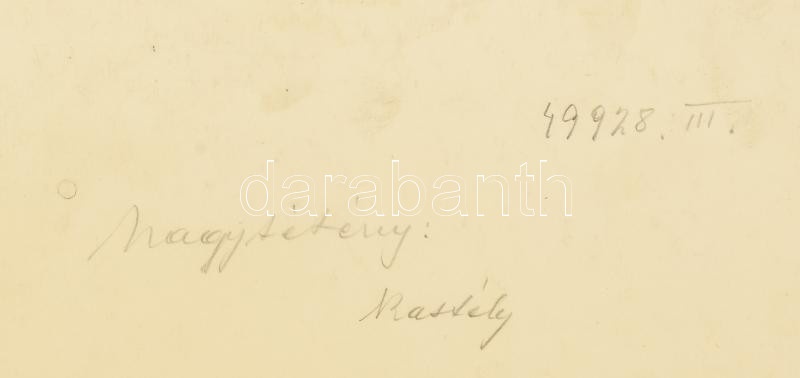 49928. III.
darabanth
Nagytétény:
Kastély